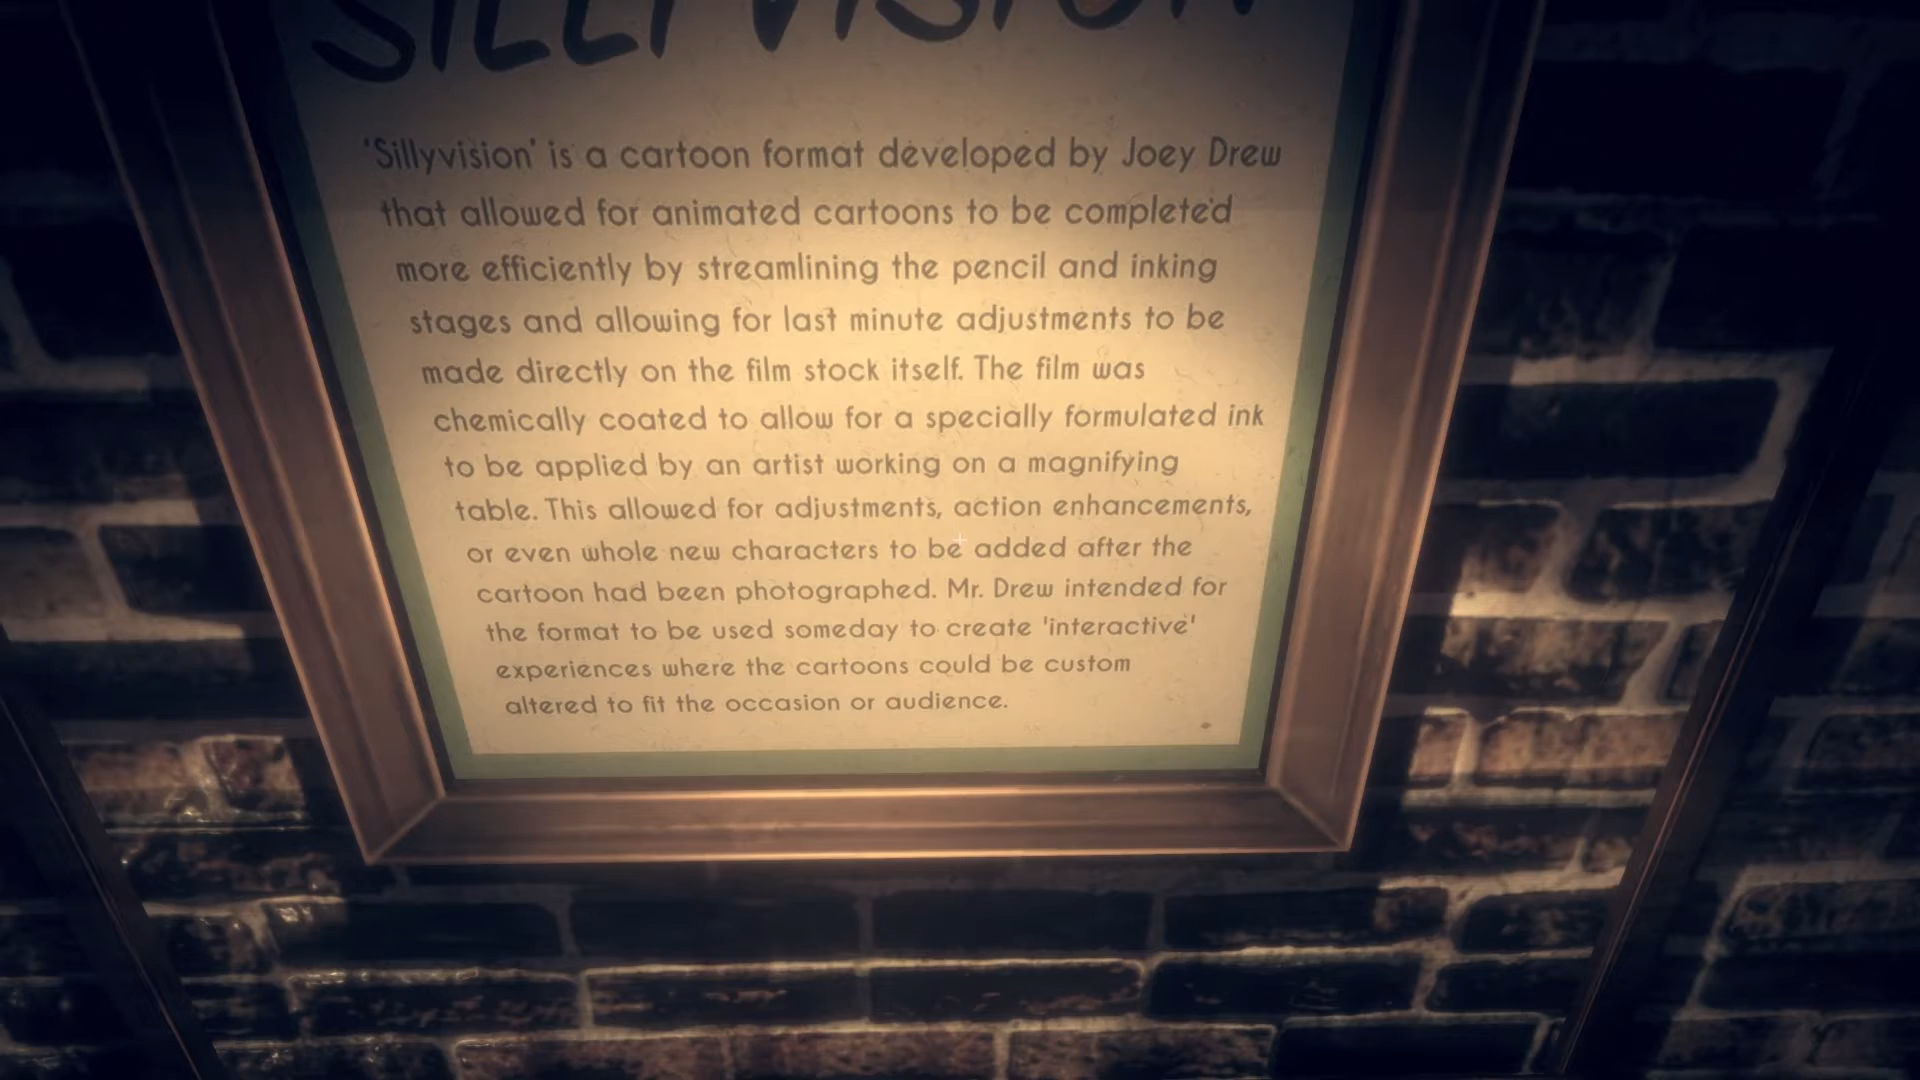 SILLYVISION
'Sillyvision' is a cartoon format developed by Joey Drew
that allowed for animated cartoons to be completed
more efficiently by streamlining the pencil and inking
stages and allowing for last minute adjustments to be
made directly on the film stock itself. The film was
chemically coated to allow for a specially formulated ink
to be applied by an artist working on a magnifying
table. This allowed for adjustments, action enhancements,
or even whole new characters to be added after the
cartoon had been photographed. Mr. Drew intended for
the format to be used someday to create 'interactive'
experiences where the cartoons could be custom
altered to fit the occasion or audience.